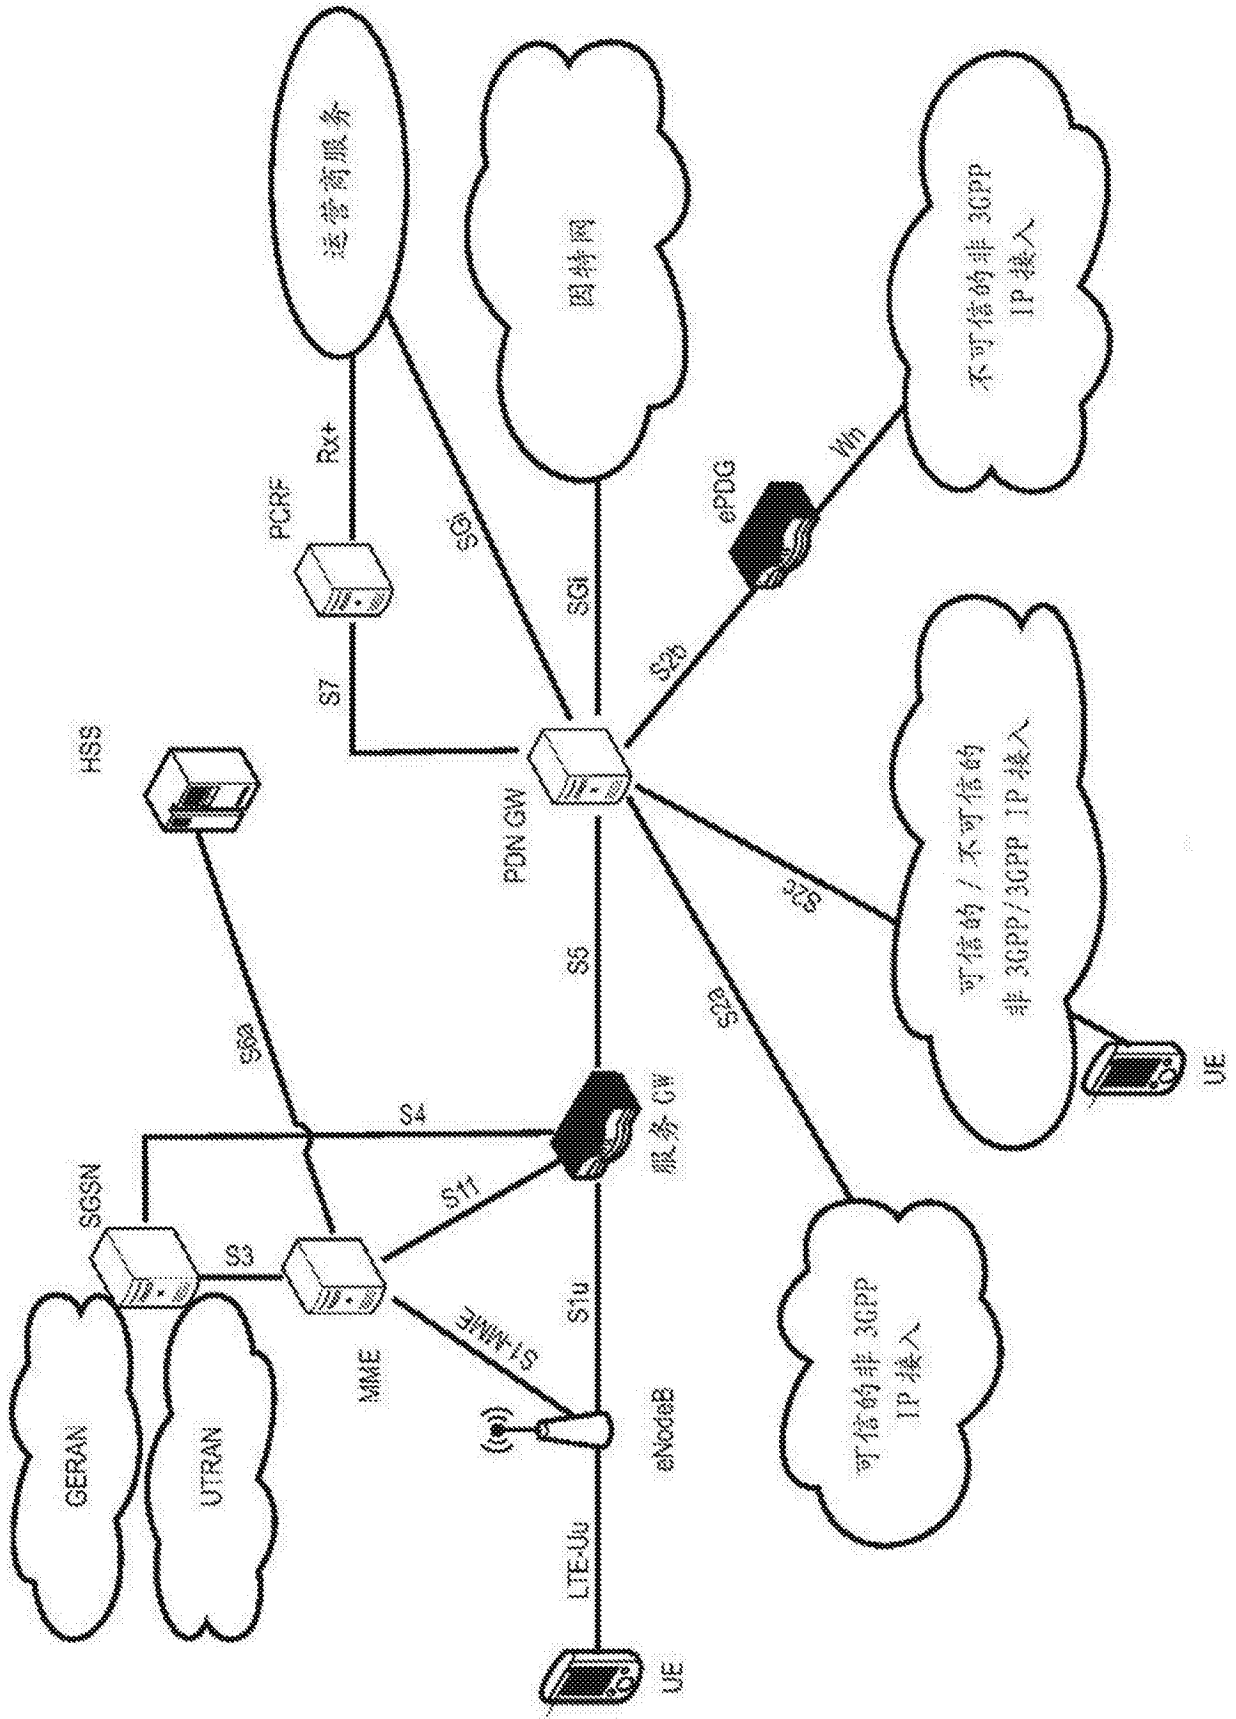 GERAN
UTRAN
SGSN
HSS
S3
S6a
MME
S4
S11
S1-MME
PCRF
S7
Rx+
运营商服务
SGi
因特网
SGi
PDN GW
S5
服务 GW
S1u
eNodeB
LTE-Uu
UE
S2a
S2c
S2b
ePDG
Wn
可信的非 3GPP
IP 接入
可信的 / 不可信的
非 3GPP/3GPP IP 接入
UE
不可信的非 3GPP
IP 接入